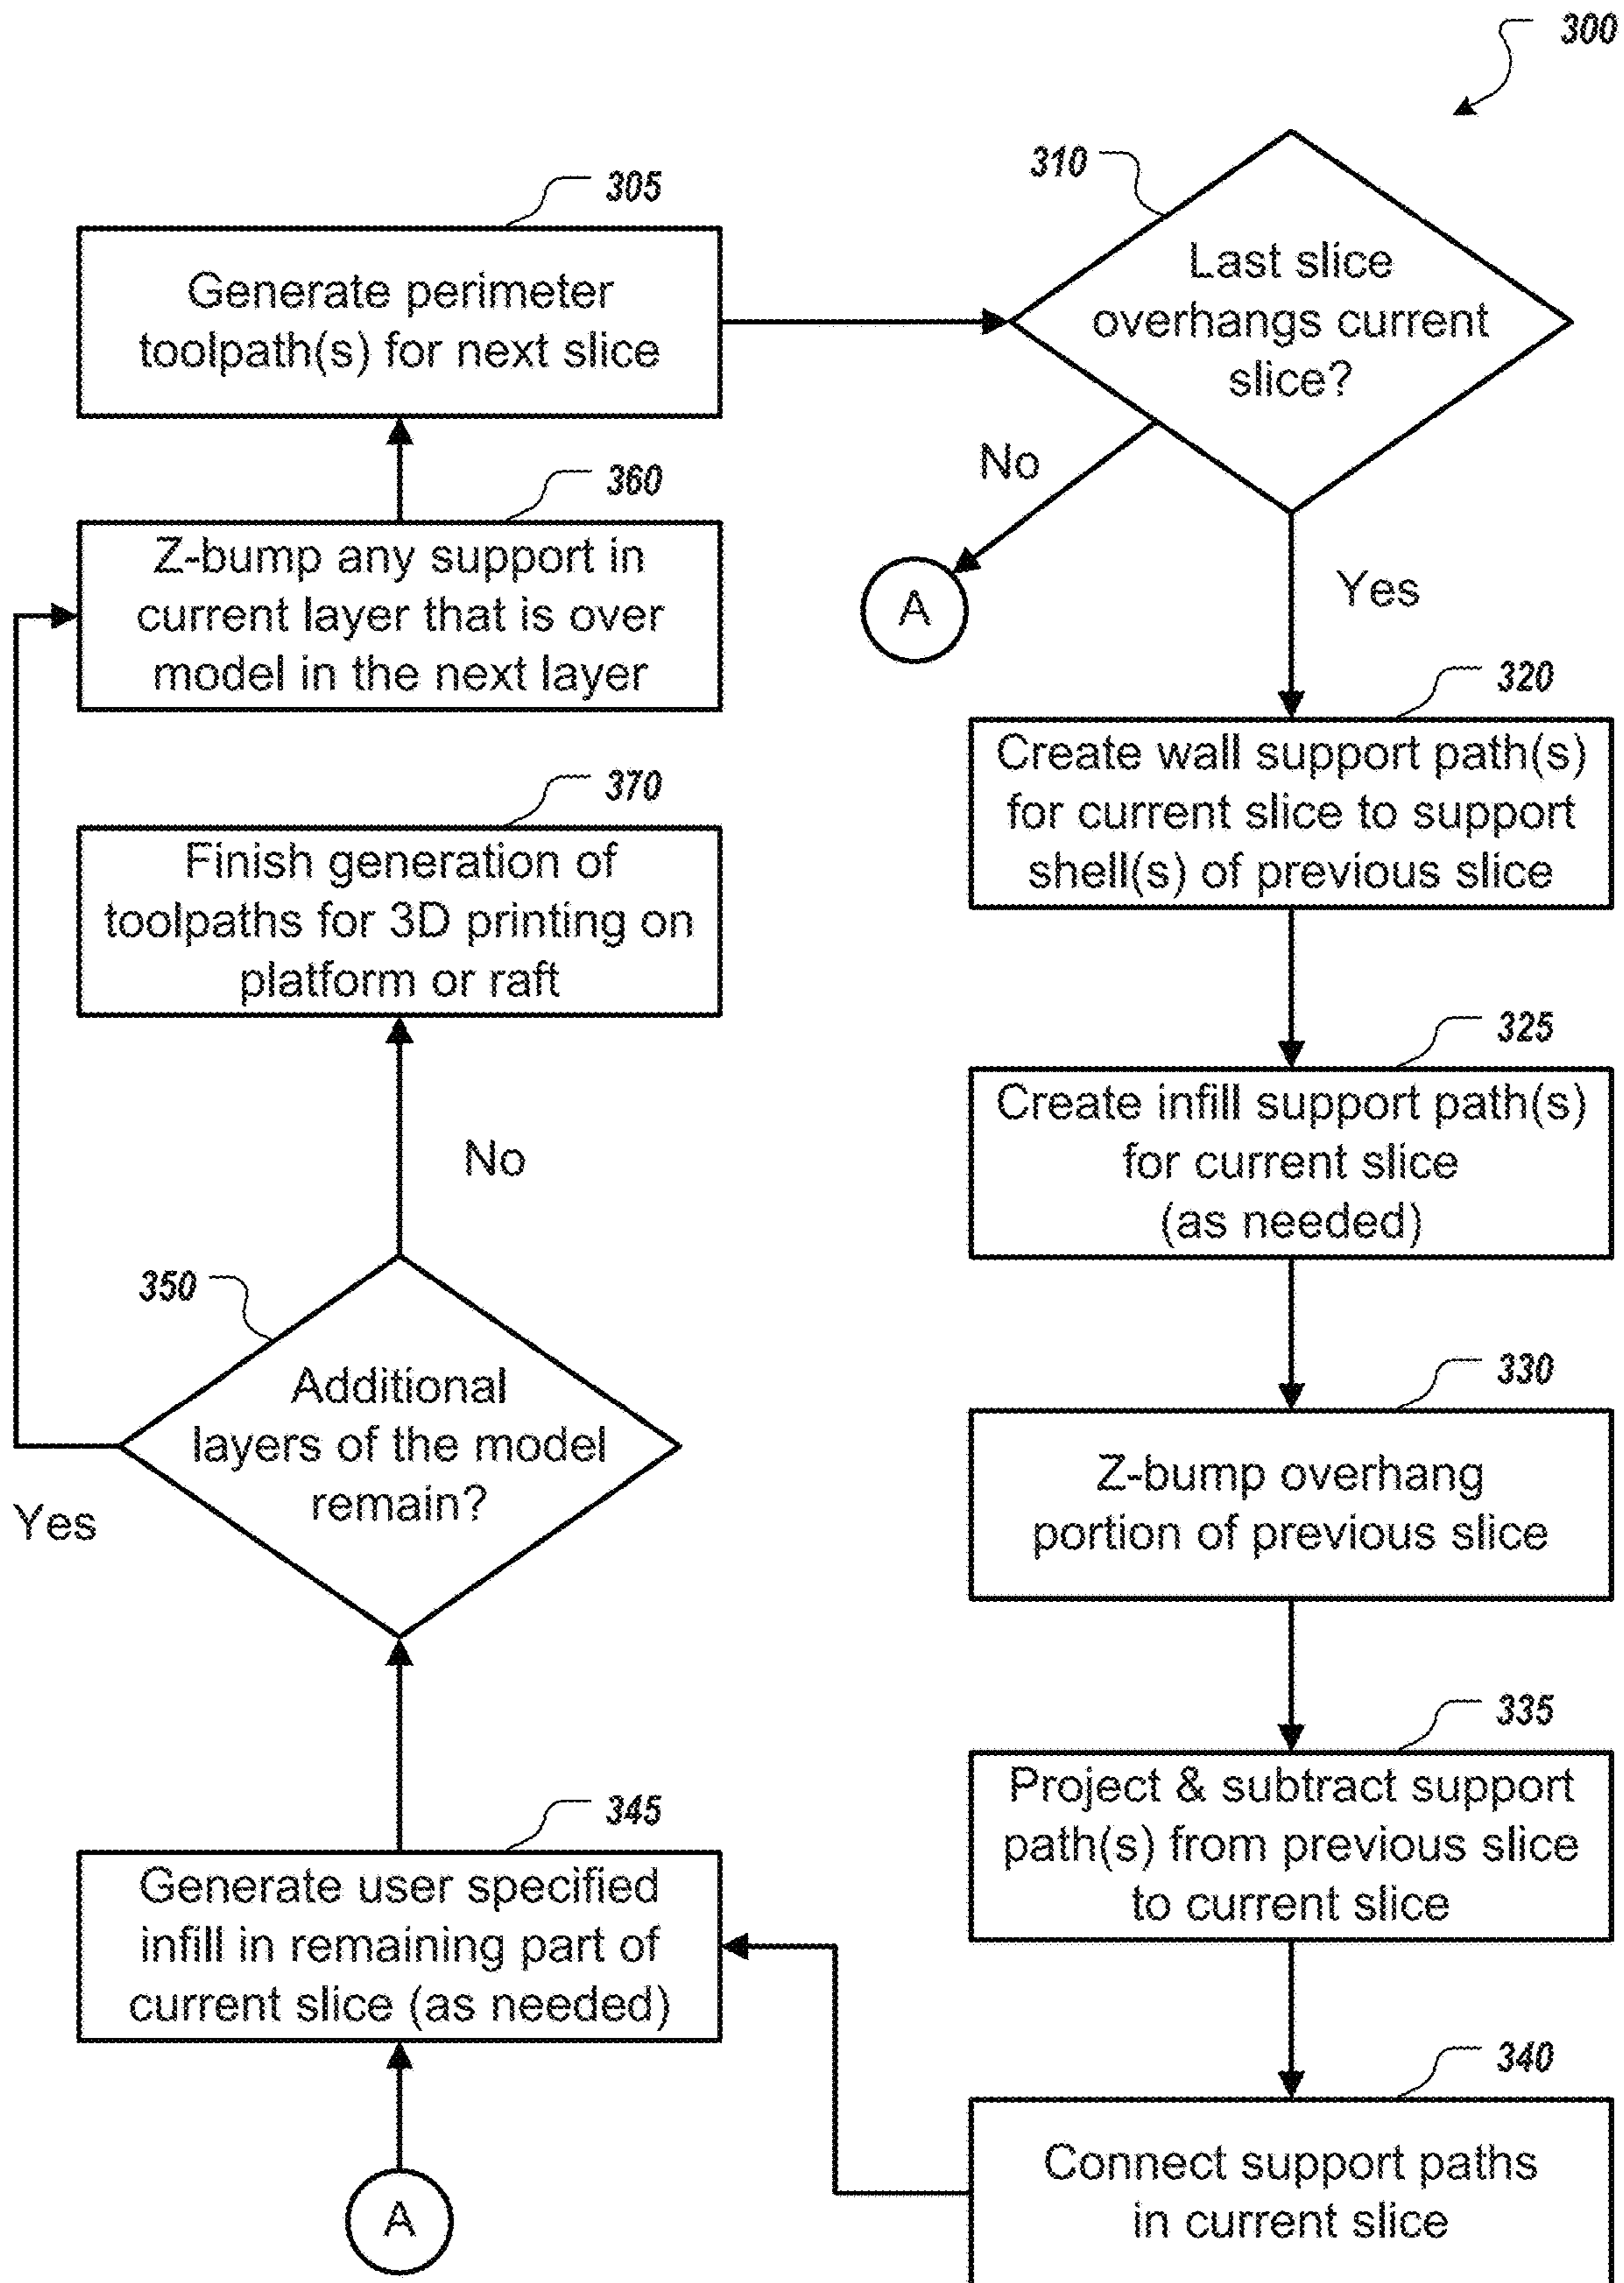 300
305
Generate perimeter
toolpath(s) for next slice
310
Last slice
overhangs current
slice?
No
A
Yes
360
Z-bump any support in
current layer that is over
model in the next layer
320
Create wall support path(s)
for current slice to support
shell(s) of previous slice
370
Finish generation of
toolpaths for 3D printing on
platform or raft
325
Create infill support path(s)
for current slice
(as needed)
No
350
Additional
layers of the model
remain?
Yes
330
Z-bump overhang
portion of previous slice
335
Project & subtract support
path(s) from previous slice
to current slice
345
Generate user specified
infill in remaining part of
current slice (as needed)
340
Connect support paths
in current slice
A